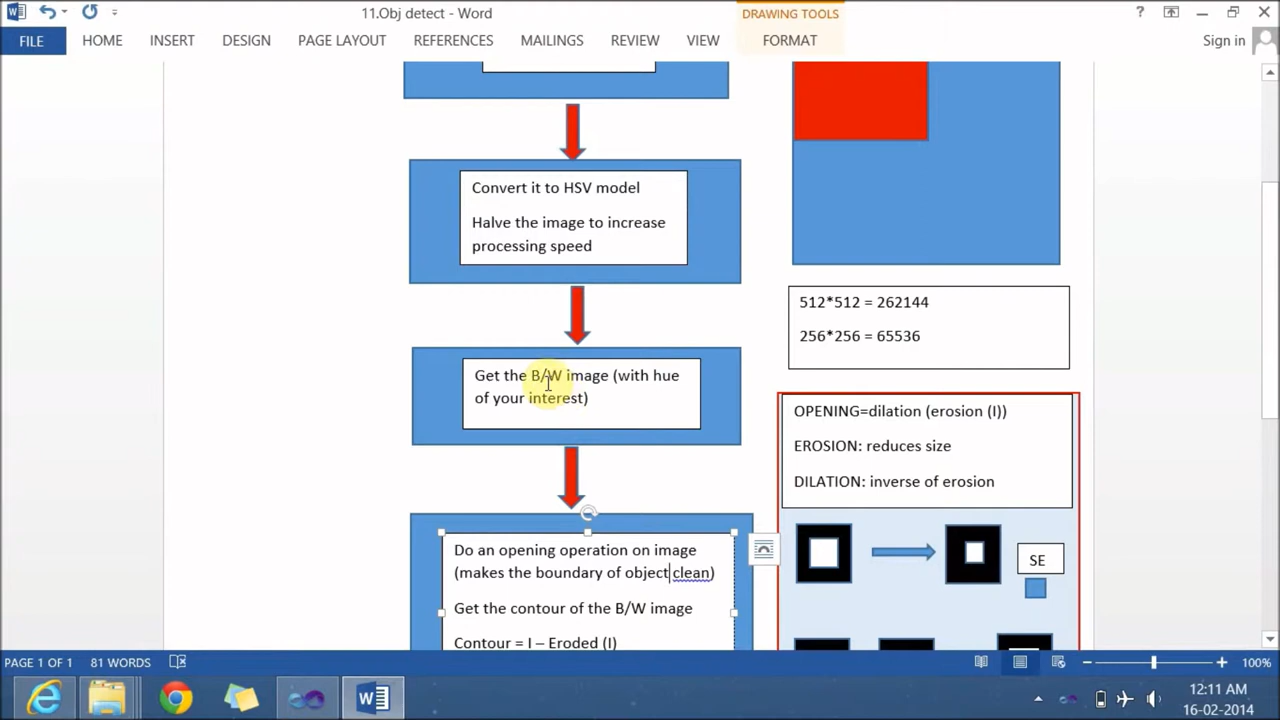 11.Obj detect - Word
DRAWING TOOLS
?
FILE
HOME
INSERT
DESIGN
PAGE LAYOUT
REFERENCES
MAILINGS
REVIEW
VIEW
FORMAT
Sign in
Convert it to HSV model
Halve the image to increase
processing speed
512*512 = 262144
256*256 = 65536
Get the B/W image (with hue
of your interest)
OPENING=dilation (erosion (I))
EROSION: reduces size
DILATION: inverse of erosion
SE
Do an opening operation on image
(makes the boundary of object clean)
Get the contour of the B/W image
Contour = I – Eroded (I)
PAGE 1 OF 1
81 WORDS
100%
12:11 AM
16-02-2014